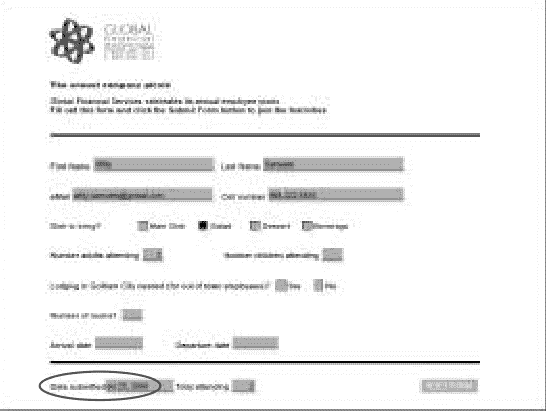 GLOBAL
FINANCIAL
The annual company picnic
Global Financial Services celebrates its annual employee picnic
Fill out this form and click the Submit Form button to join the festivities
First Name Last Name Samuels
eMail Cell number
Dish to bring? Main Dish Salad Dessert Beverage
Number adults attending Number children attending
Lodging in Gotham City needed (for out of town employees)? Yes No
Number of rooms?
Arrival date Departure date
Date submitted Total attending